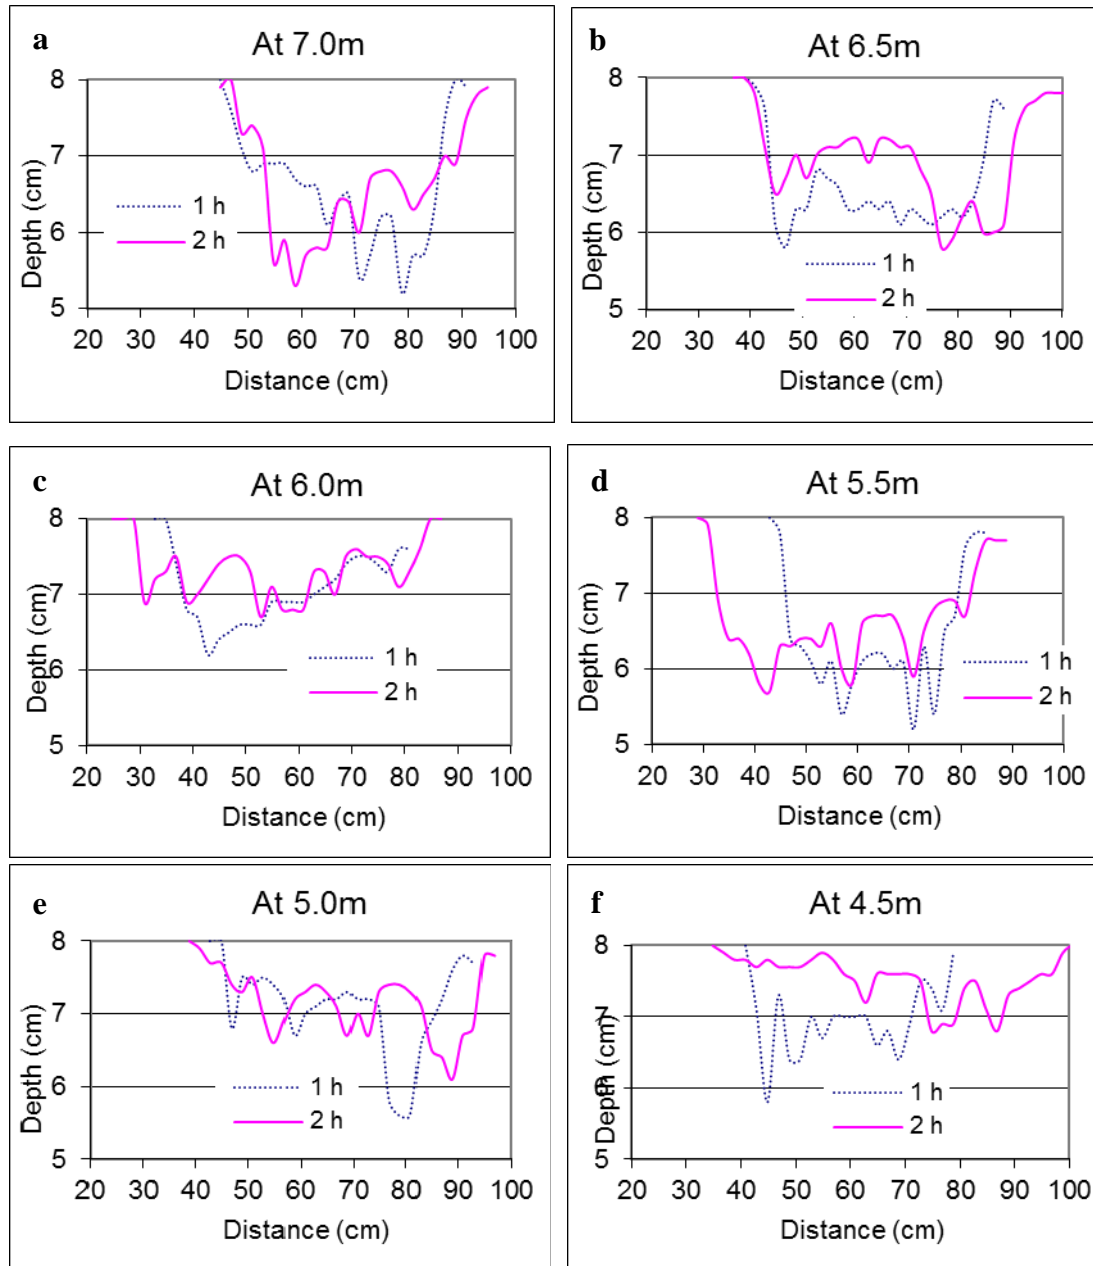 a
At 7.0m
8
7
6
5
Depth (cm)
1 h
2 h
20 30 40 50 60 70 80 90 100
Distance (cm)
b
At 6.5m
8
7
6
5
Depth (cm)
1 h
2 h
20 30 40 50 60 70 80 90 100
Distance (cm)
c
At 6.0m
8
7
6
5
Depth (cm)
1 h
2 h
20 30 40 50 60 70 80 90 100
Distance (cm)
d
At 5.5m
8
7
6
5
Depth (cm)
1 h
2 h
20 30 40 50 60 70 80 90 100
Distance (cm)
e
At 5.0m
8
7
6
5
Depth (cm)
1 h
2 h
20 30 40 50 60 70 80 90 100
Distance (cm)
f
At 4.5m
8
7
6
5
Depth (cm)
1 h
2 h
20 30 40 50 60 70 80 90 100
Distance (cm)